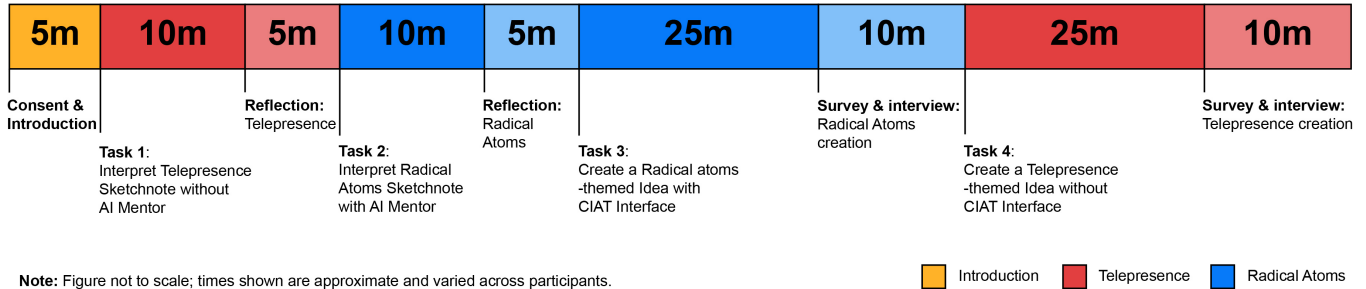 5m
10m
5m
10m
5m
25m
10m
25m
10m
Consent &
Introduction
Task 1:
Interpret Telepresence
Sketchnote without
AI Mentor
Reflection:
Telepresence
Task 2:
Interpret Radical
Atoms Sketchnote
with AI Mentor
Reflection:
Radical
Atoms
Task 3:
Create a Radical atoms
-themed Idea with
CIAT Interface
Survey & interview:
Radical Atoms
creation
Task 4:
Create a Telepresence
-themed Idea without
CIAT Interface
Survey & interview:
Telepresence creation
Note: Figure not to scale; times shown are approximate and varied across participants.
Introduction
Telepresence
Radical Atoms